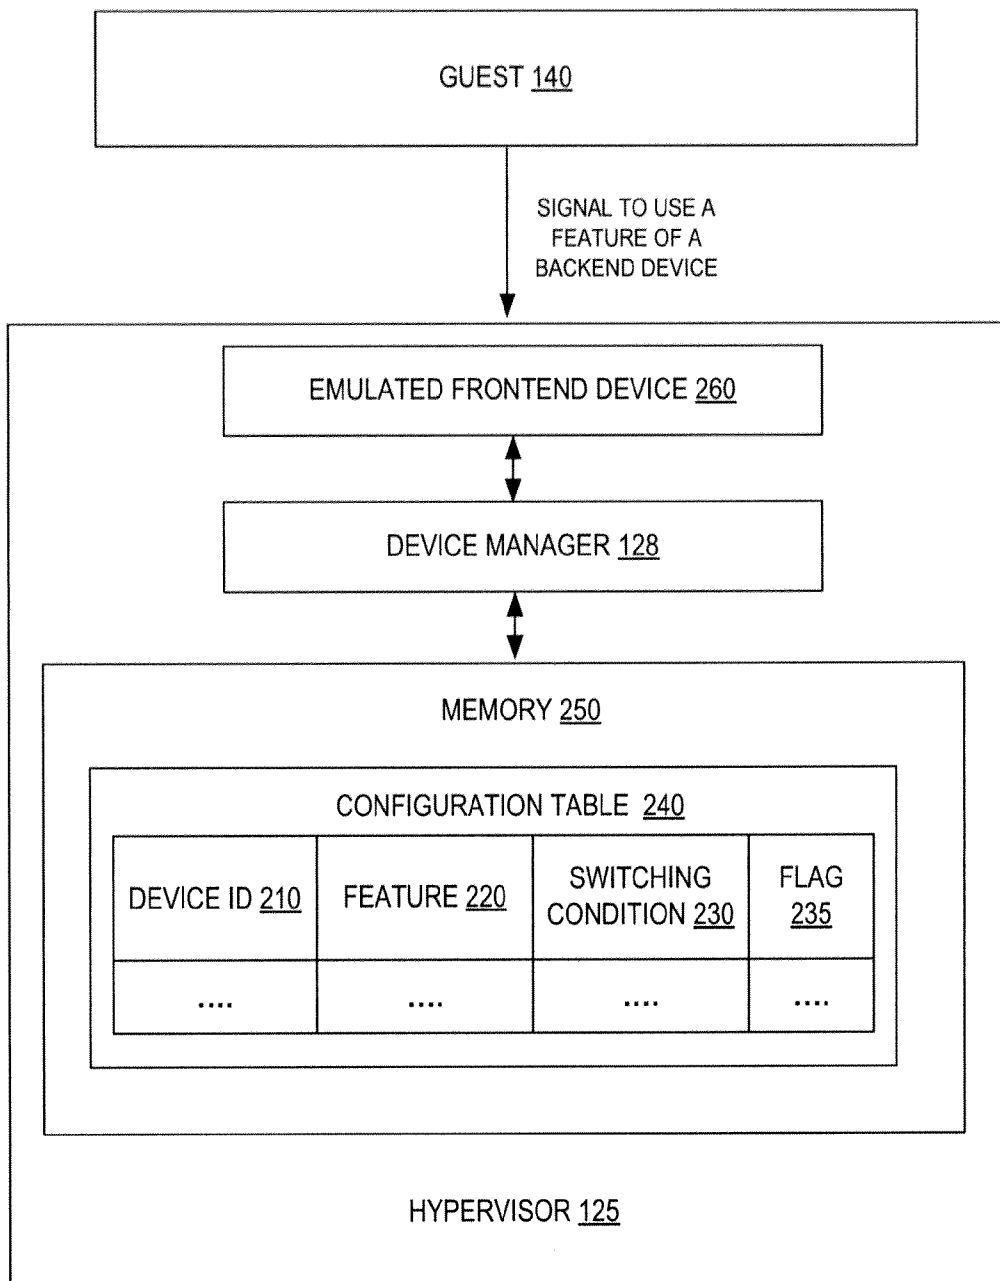 GUEST 140
SIGNAL TO USE A
FEATURE OF A
BACKEND DEVICE
EMULATED FRONTEND DEVICE 260
DEVICE MANAGER 128
MEMORY 250
CONFIGURATION TABLE 240
DEVICE ID 210
FEATURE 220
SWITCHING
CONDITION 230
FLAG
235
....
....
....
....
HYPERVISOR 125